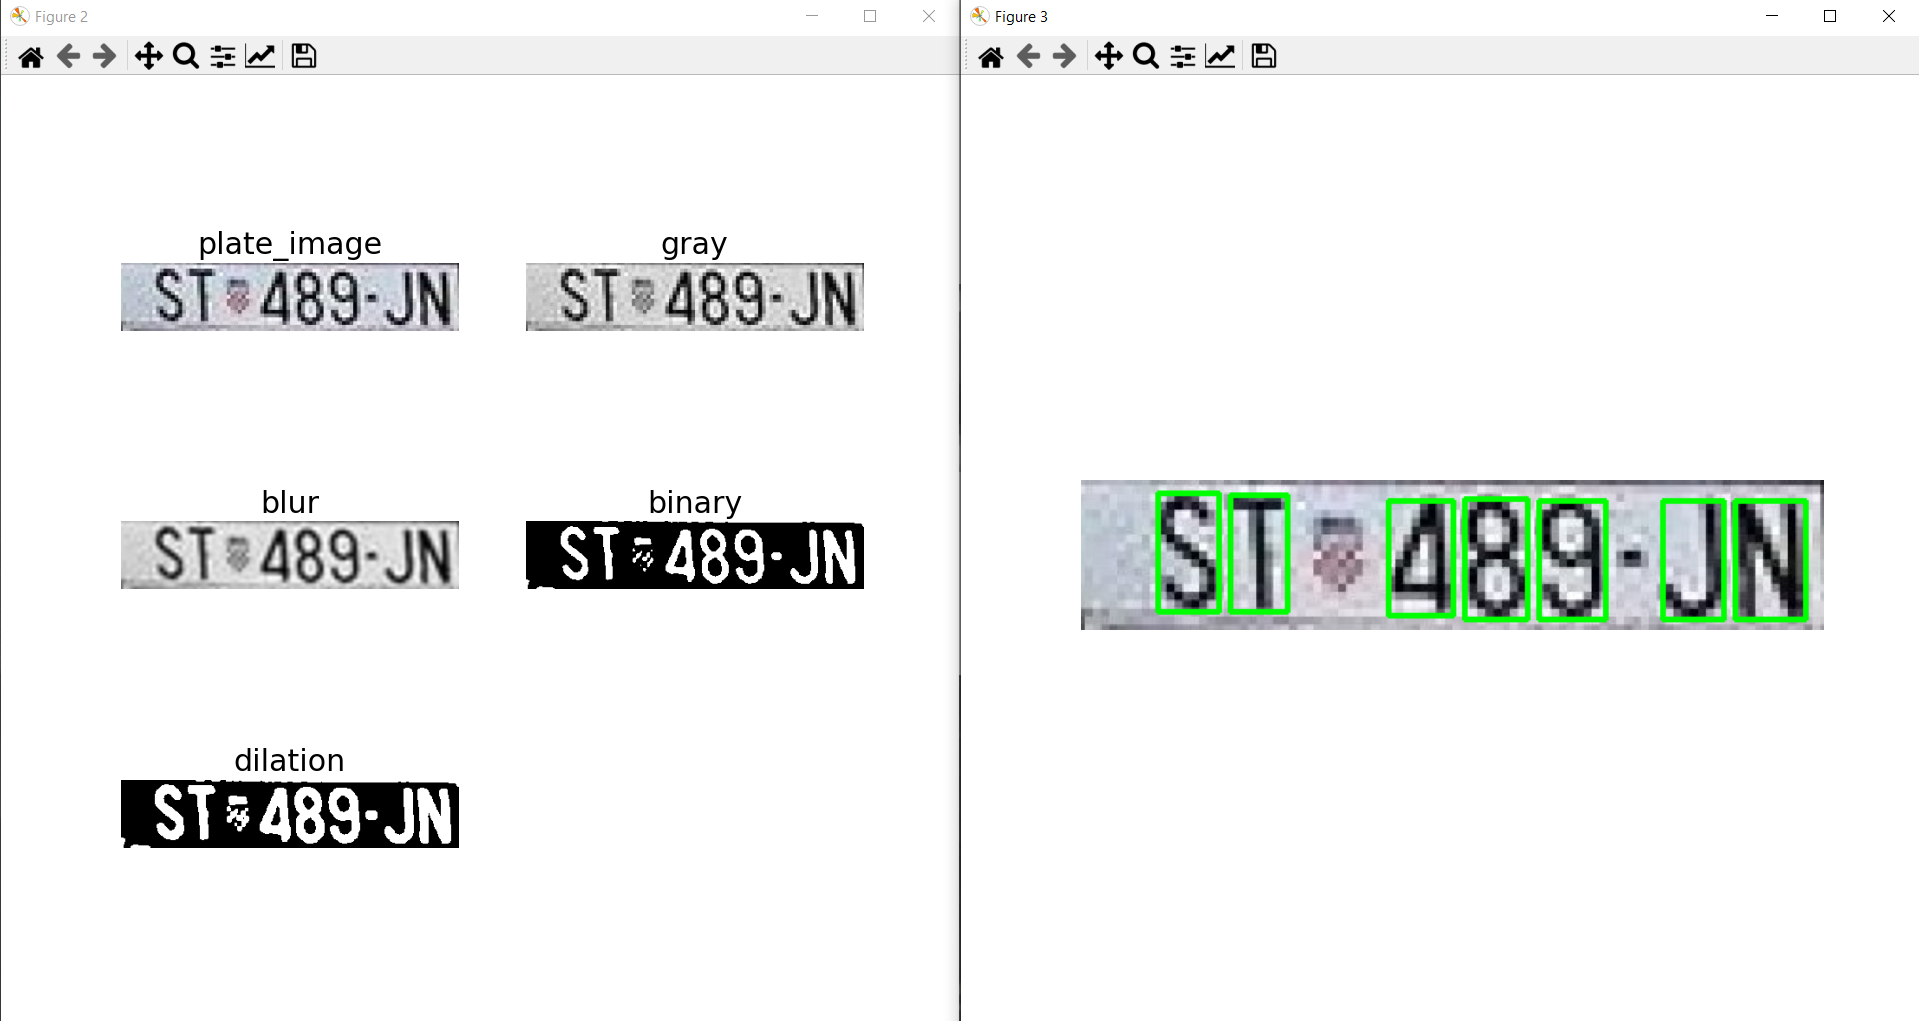 Figure 2
Figure 3
plate_image
gray
ST 489-JN
ST 489-JN
blur
binary
ST 489-JN
ST 489-JN
dilation
ST 489-JN
ST 489-JN